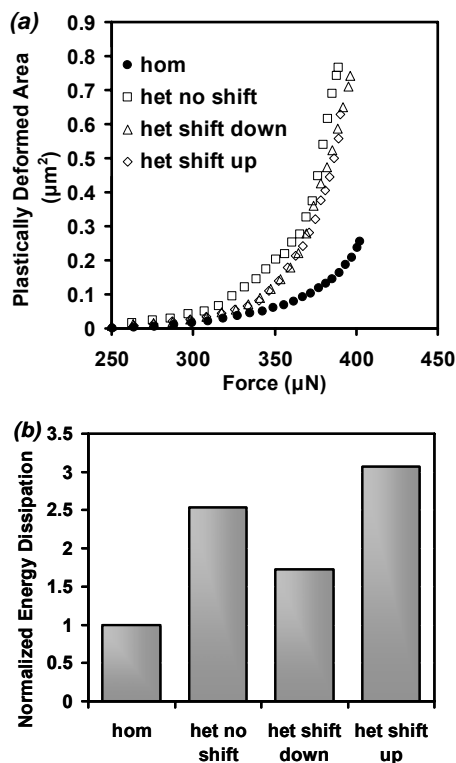 (a)
Plastically Deformed Area
(μm²)
0.9
0.8
0.7
0.6
0.5
0.4
0.3
0.2
0.1
0
hom
het no shift
het shift down
het shift up
250 300 350 400 450
Force (μN)
(b)
Normalized Energy Dissipation
3.5
3
2.5
2
1.5
1
0.5
0
hom het no het shift het shift
shift down up